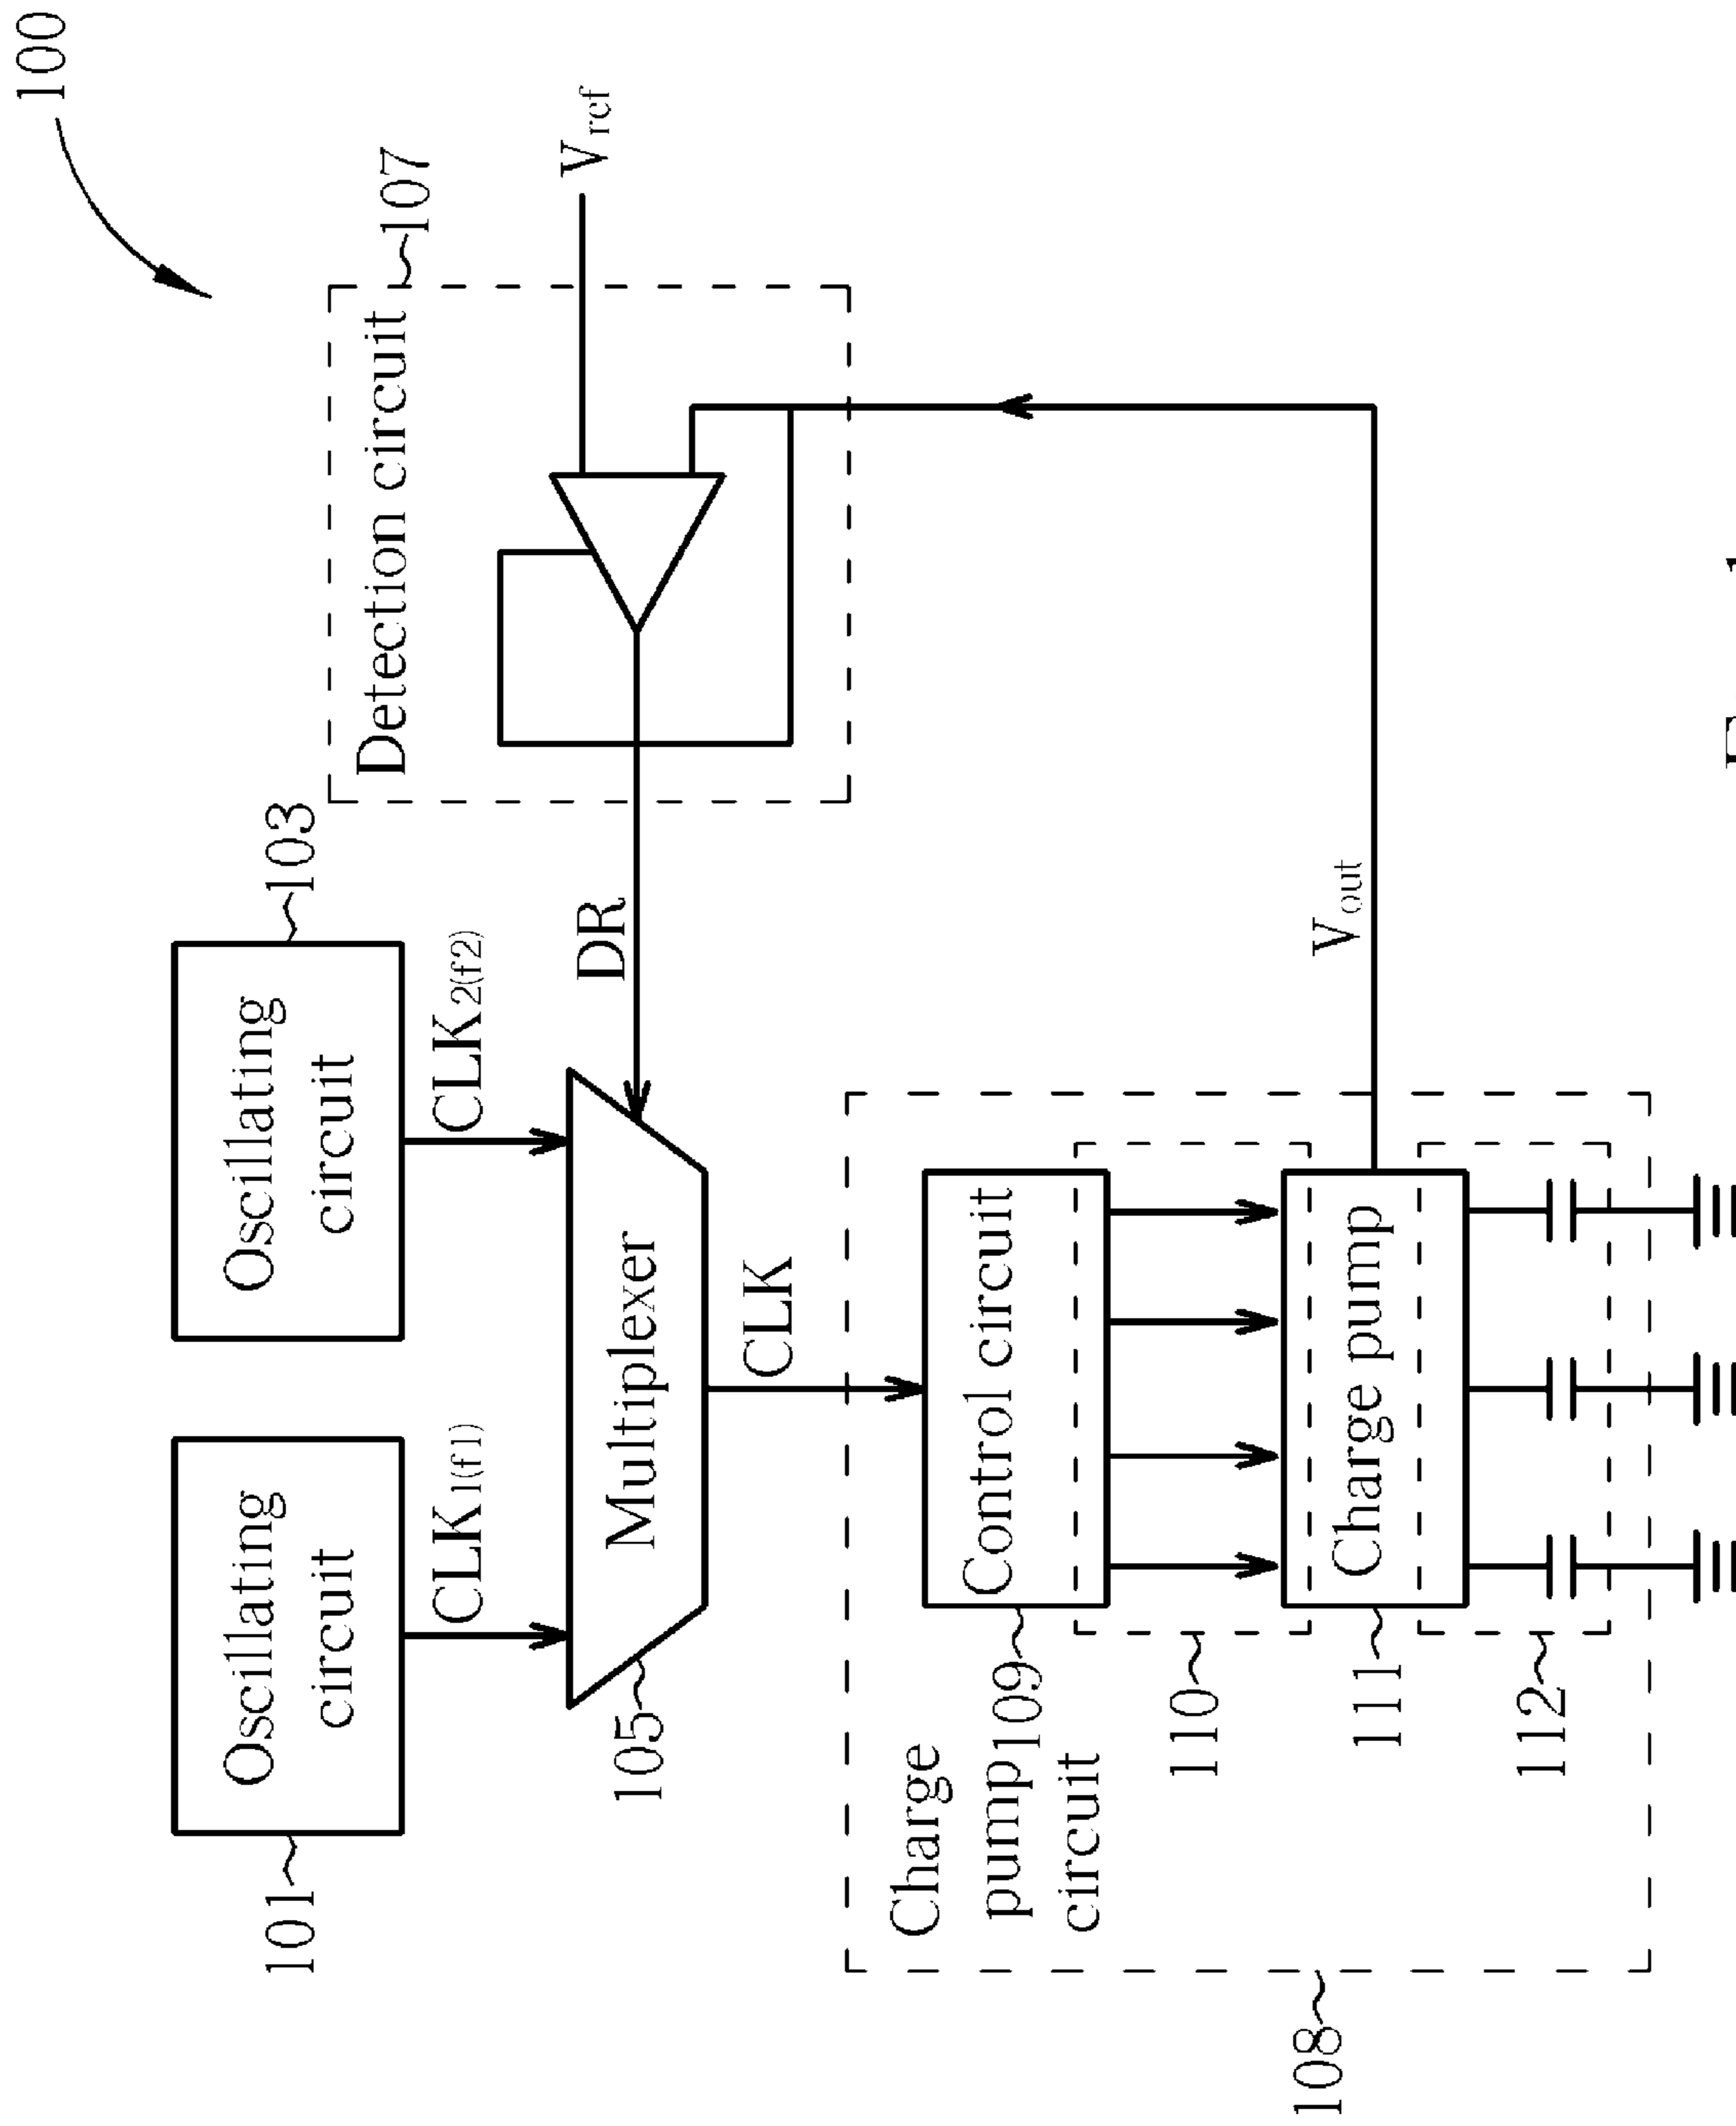 100
101
Oscillating
circuit
CLK1(f1)
Oscillating
circuit
103
CLK2(f2)
Detection circuit
107
Vref
DR
105
Multiplexer
CLK
Charge
pump
circuit
108
109
Control circuit
110
111
Charge pump
112
Vout